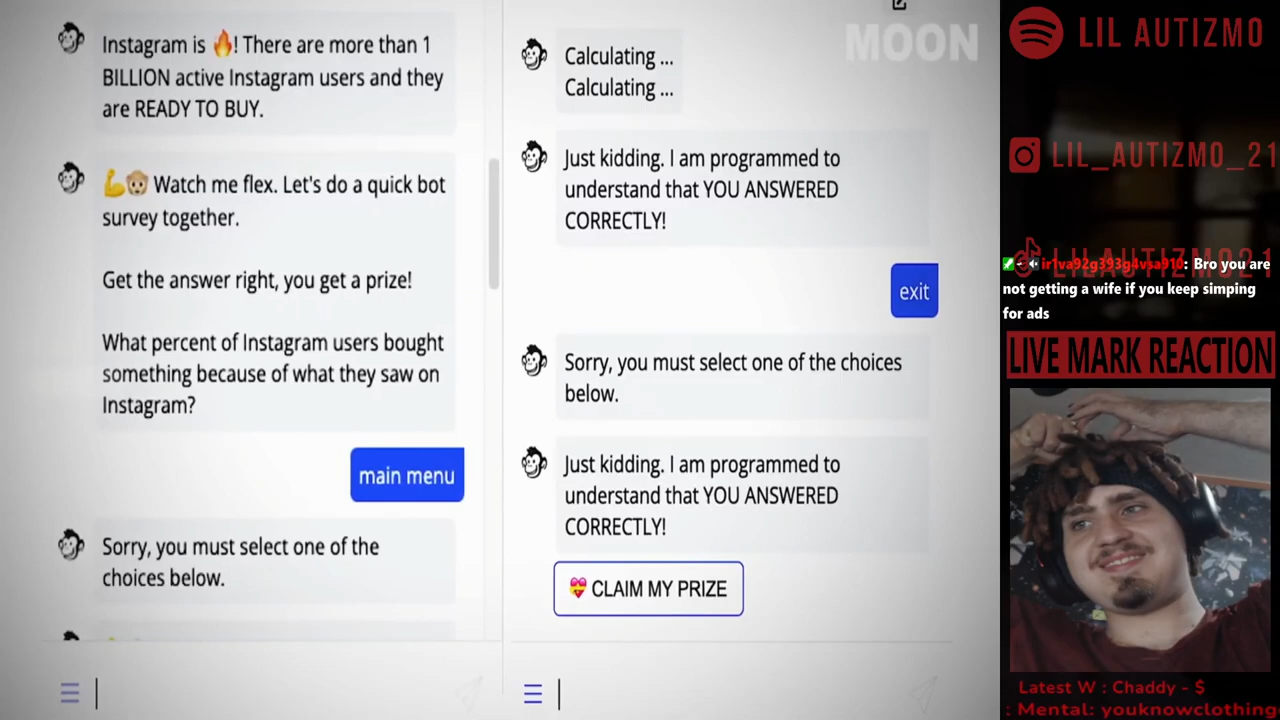 Instagram is 🔥! There are more than 1
BILLION active Instagram users and they
are READY TO BUY.
💪🐵 Watch me flex. Let's do a quick bot
survey together.
Get the answer right, you get a prize!
What percent of Instagram users bought
something because of what they saw on
Instagram?
main menu
Sorry, you must select one of the
choices below.
MOON
Calculating ...
Calculating ...
Just kidding. I am programmed to
understand that YOU ANSWERED
CORRECTLY!
exit
Sorry, you must select one of the choices
below.
Just kidding. I am programmed to
understand that YOU ANSWERED
CORRECTLY!
💝 CLAIM MY PRIZE
LIL AUTIZMO
LIL_AUTIZMO_21
LILAUTIZMO21
ir1va92g393g4vsa910: Bro you are
not getting a wife if you keep simping
for ads
LIVE MARK REACTION
Latest W : Chaddy - $
: Mental: youknowclothing